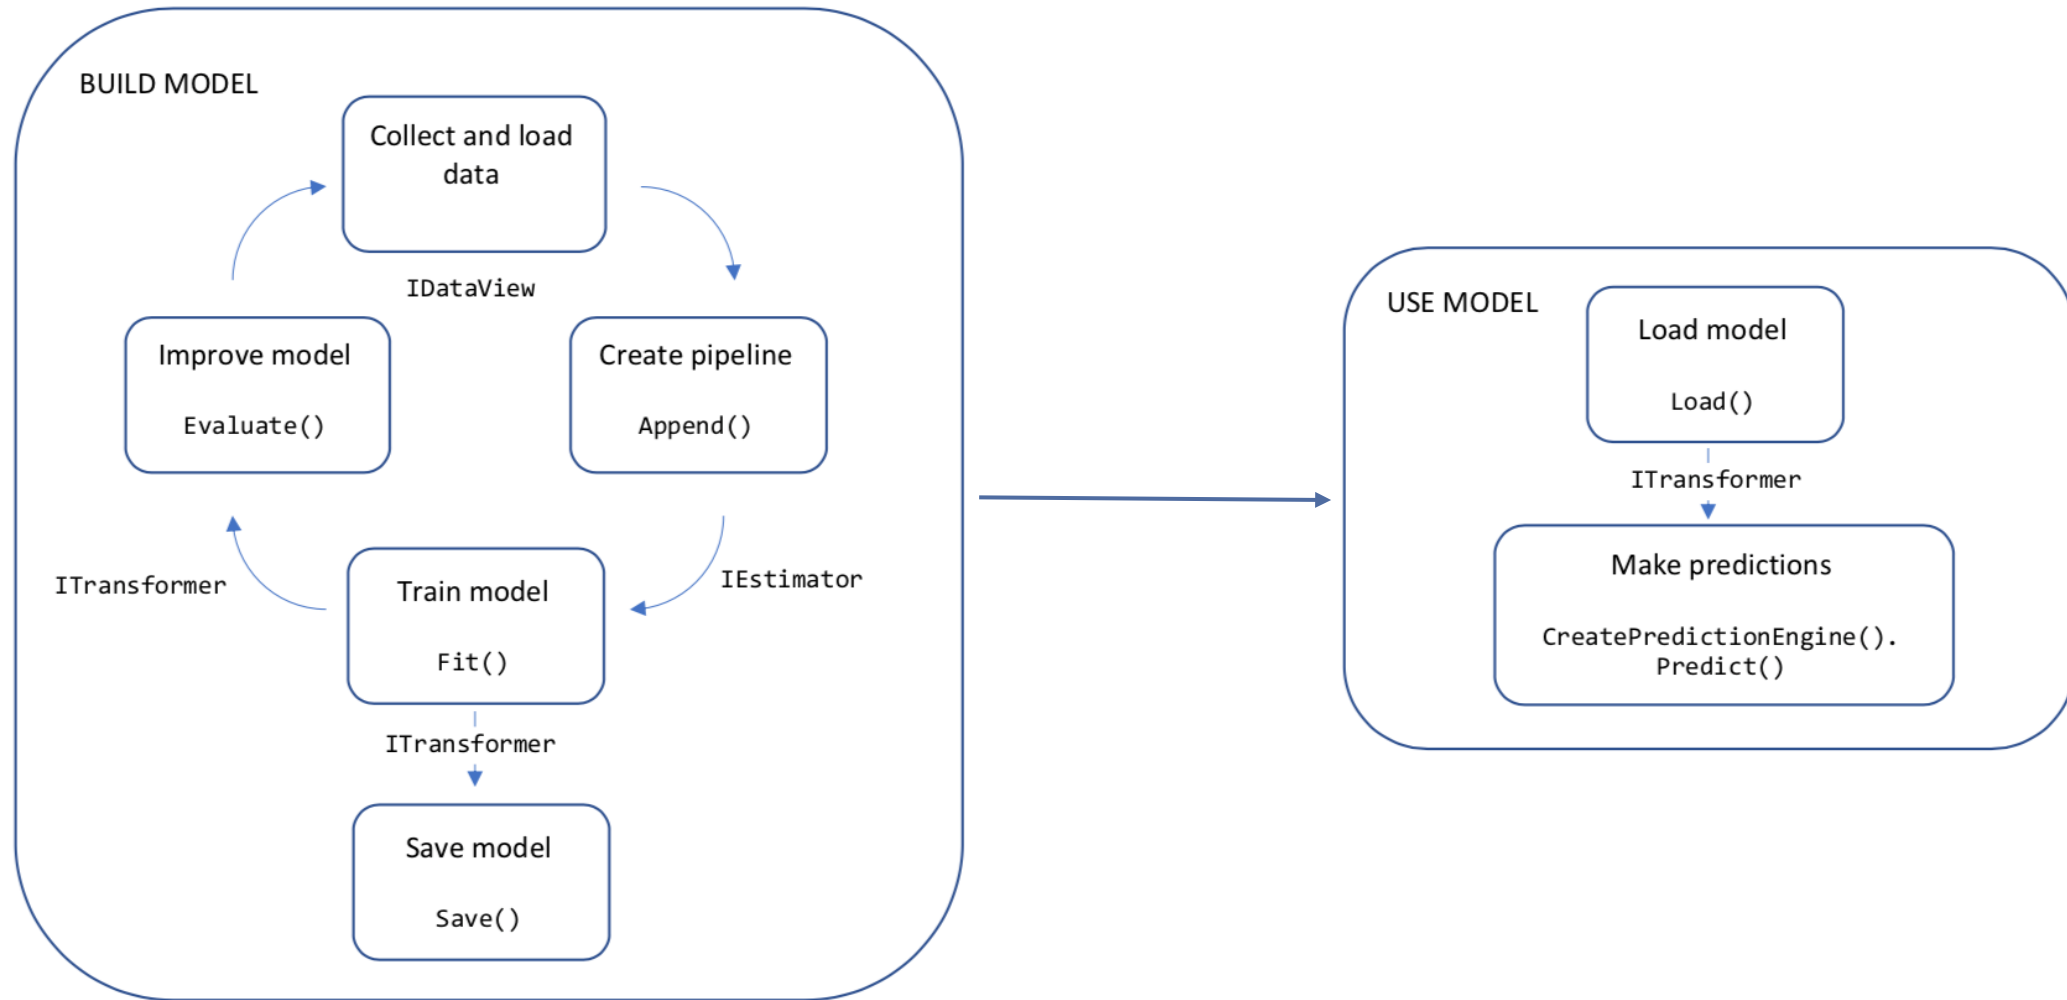 BUILD MODEL
Collect and load
data
IDataView
Improve model
Evaluate()
Create pipeline
Append()
ITransformer
Train model
Fit()
IEstimator
ITransformer
Save model
Save()
USE MODEL
Load model
Load()
ITransformer
Make predictions
CreatePredictionEngine().
Predict()